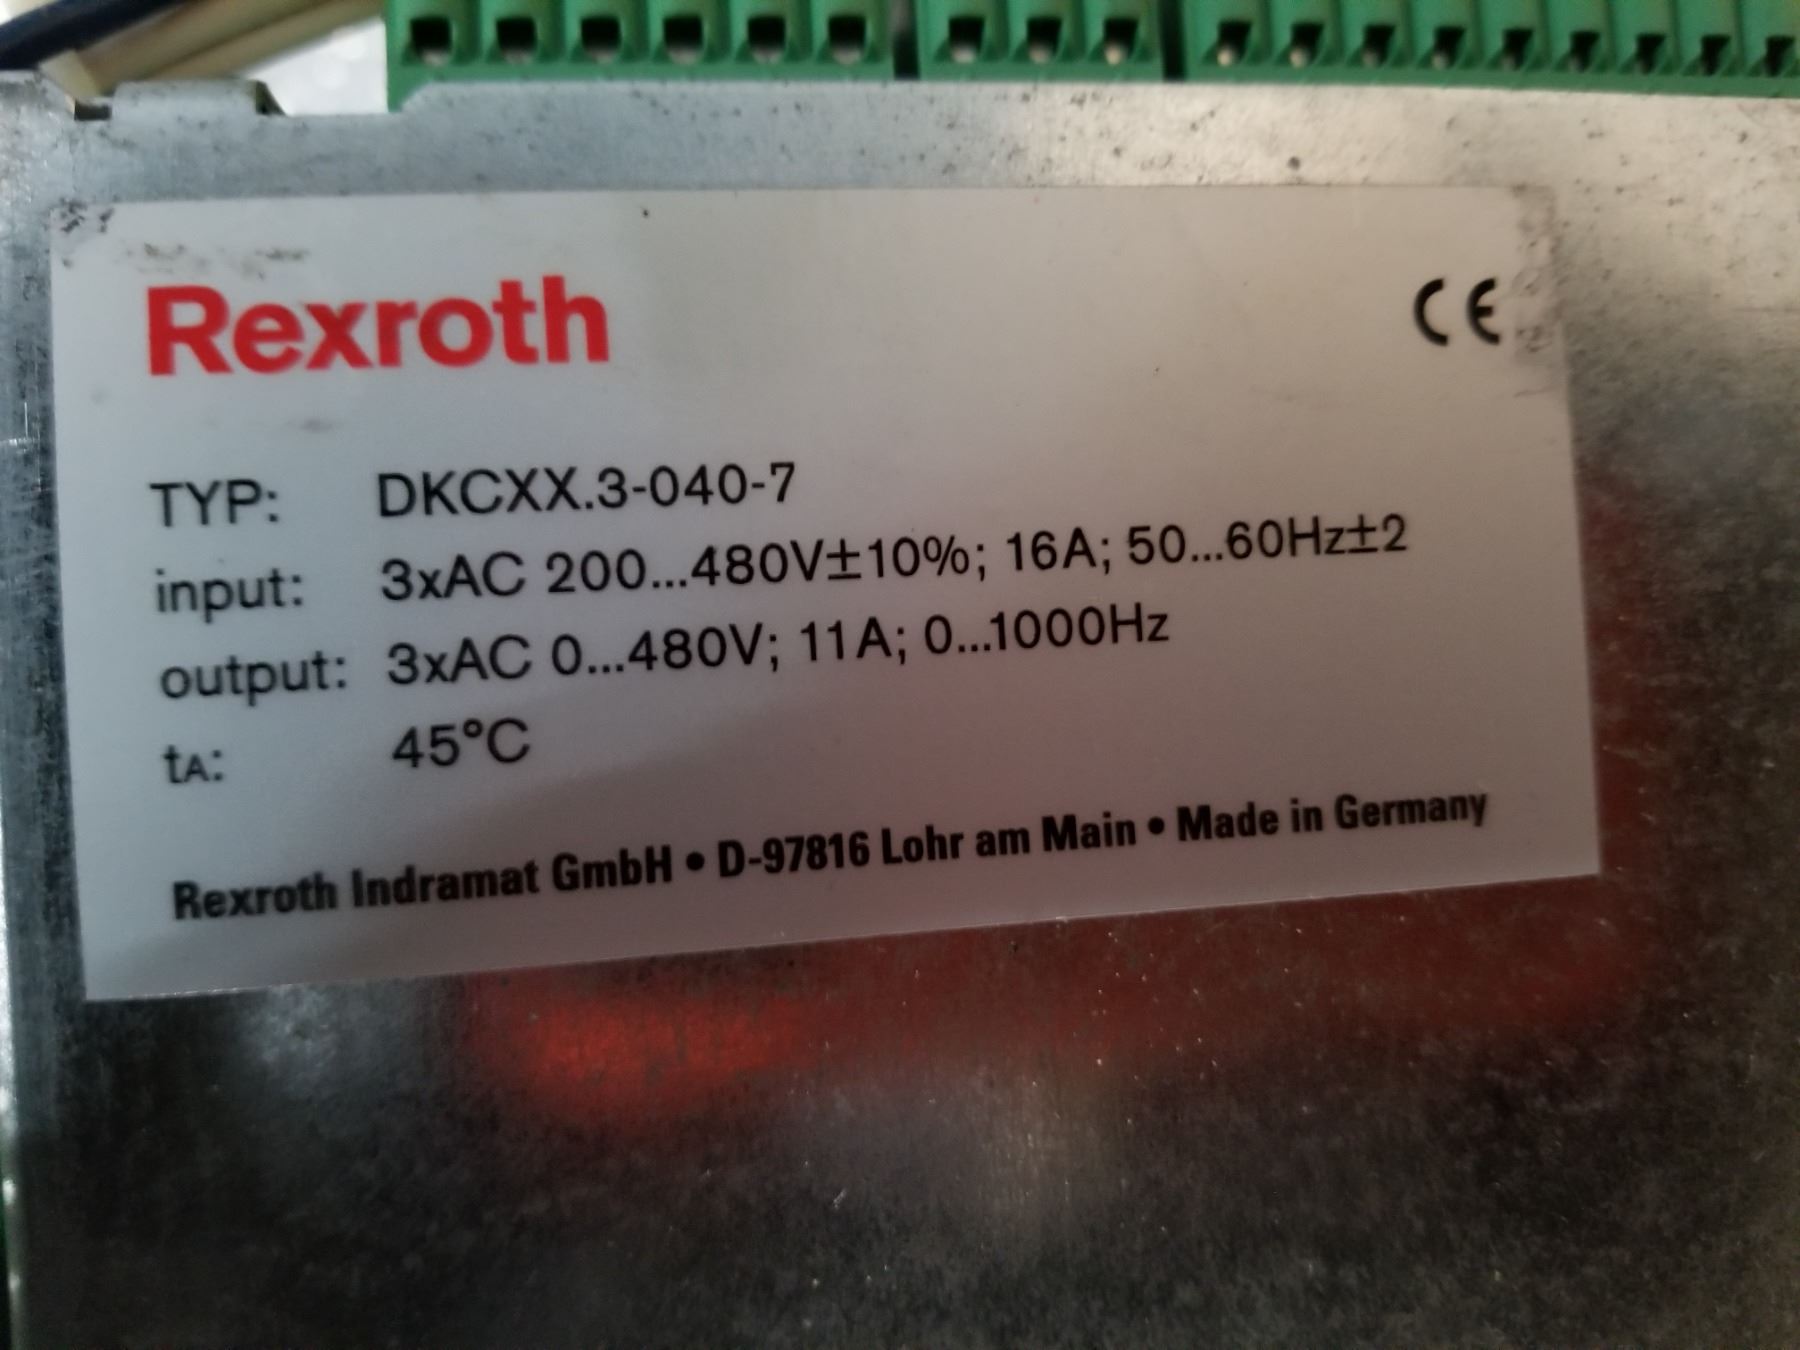 Rexroth CE
TYP: DKCXX.3-040-7
input: 3xAC 200...480V±10%; 16A; 50...60Hz±2
output: 3xAC 0...480V; 11A; 0...1000Hz
tA: 45°C
Rexroth Indramat GmbH • D-97816 Lohr am Main • Made in Germany